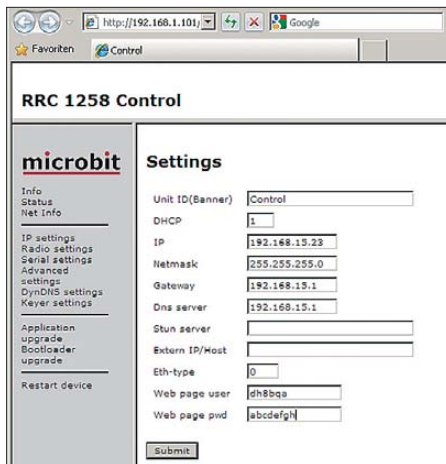 http://192.168.1.101/
Google
Favoriten
Control
RRC 1258 Control
microbit
Info
Status
Net Info
IP settings
Radio settings
Serial settings
Advanced
settings
DynDNS settings
Keyer settings
Application
upgrade
Bootloader
upgrade
Restart device
Settings
Unit ID(Banner) Control
DHCP 1
IP 192.168.15.23
Netmask 255.255.255.0
Gateway 192.168.15.1
Dns server 192.168.15.1
Stun server
Extern IP/Host
Eth-type 0
Web page user dh8bqa
Web page pwd abcdefgh
Submit